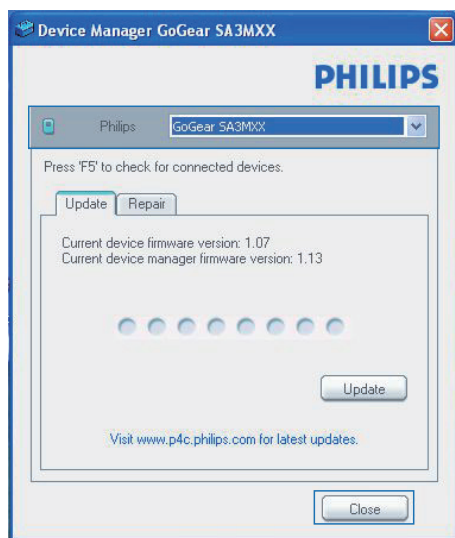 Device Manager GoGear SA3MXX
PHILIPS
Philips GoGear SA3MXX
Press 'F5' to check for connected devices.
Update Repair
Current device firmware version: 1.07
Current device manager firmware version: 1.13
Update
Visit www.p4c.philips.com for latest updates.
Close